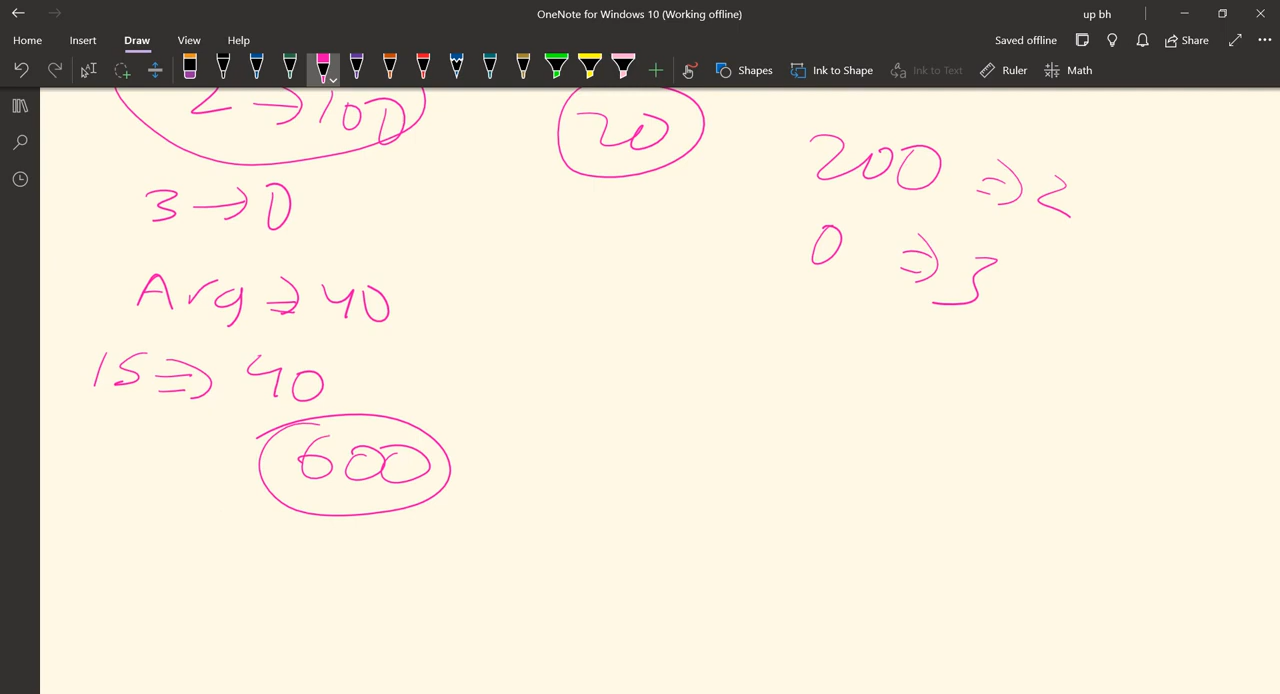 OneNote for Windows 10 (Working offline)
up bh
Home Insert Draw View Help
Saved offline
Share
Shapes
Ink to Shape
Ink to Text
Ruler
Math
2 → 100
20
200 ⇒ 2
3 → 0
0 ⇒ 3
Avg ⇒ 40
15 ⇒ 40
600